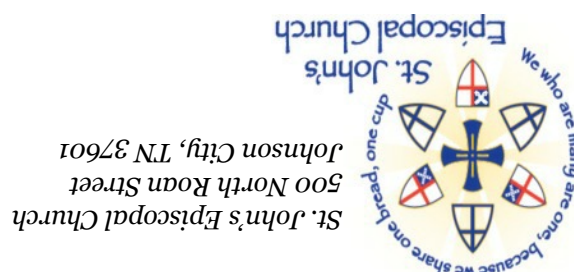 St. John's Episcopal Church
500 North Roan Street
Johnson City, TN 37601
We who are many are one, because we share one bread, one cup
St. John's
Episcopal Church